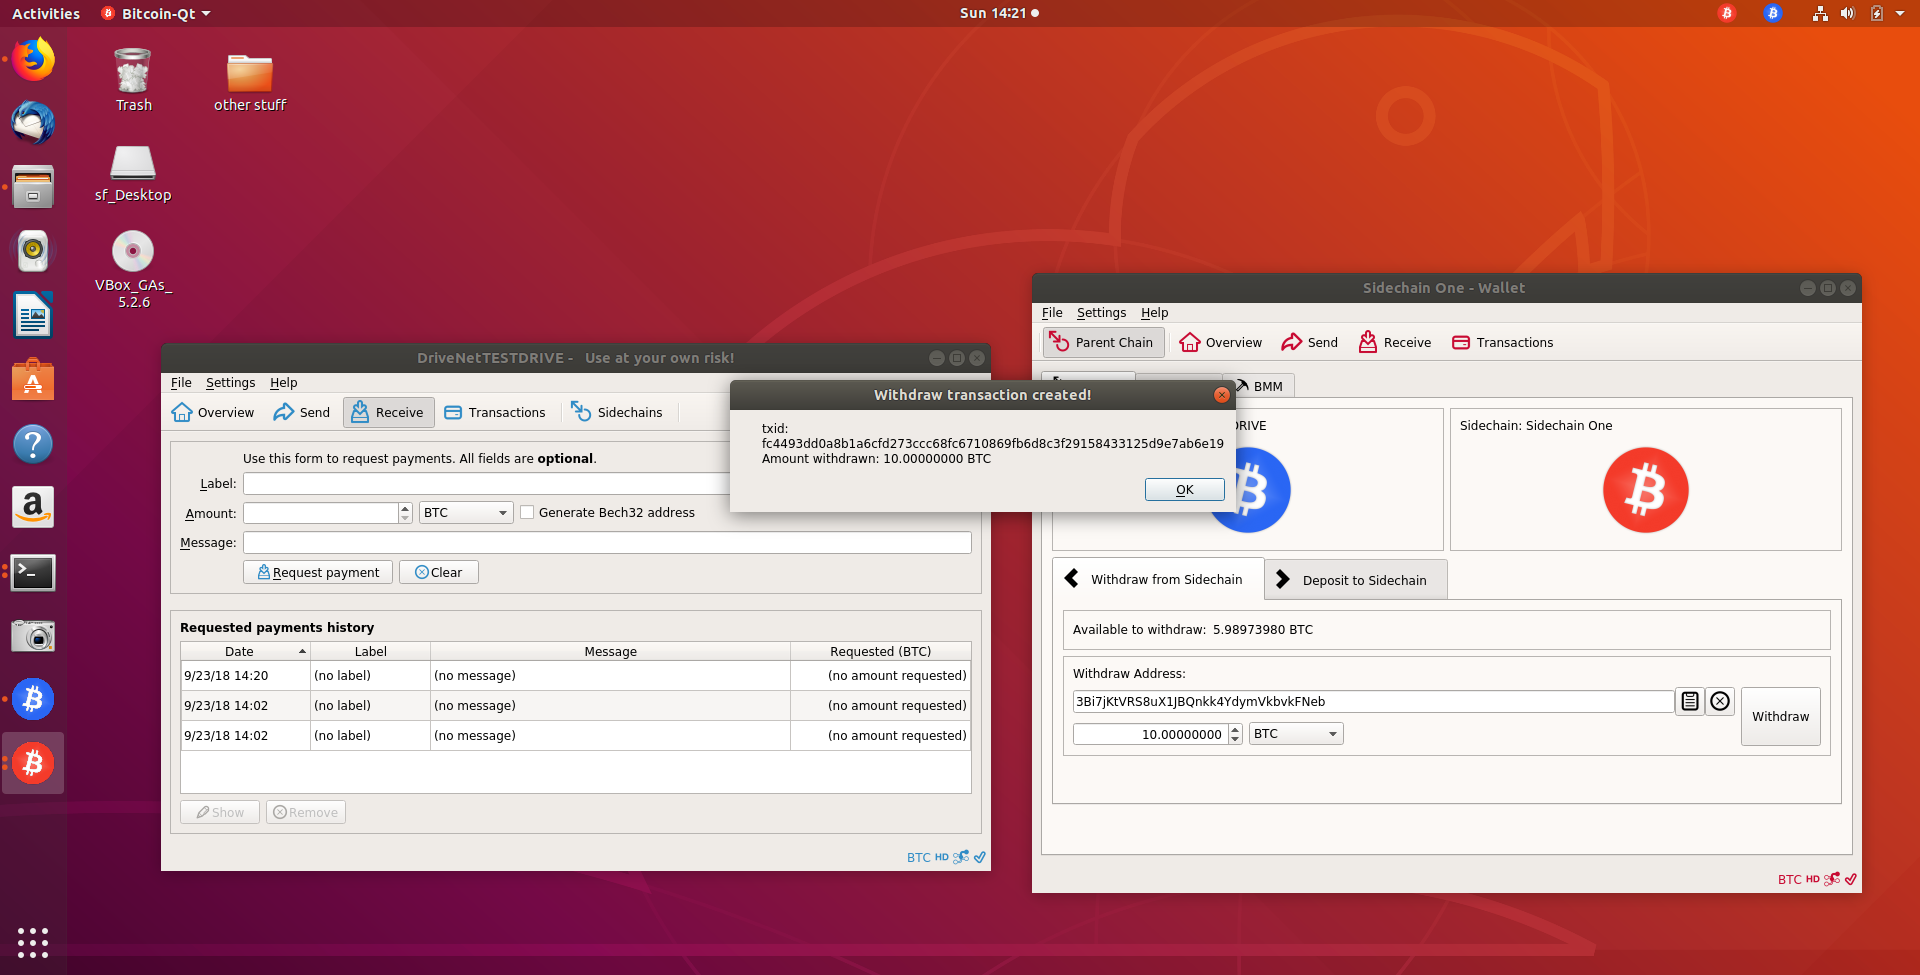 Activities
Bitcoin-Qt
Sun 14:21
Trash
other stuff
sf_Desktop
VBox_GAs_
5.2.6
DriveNetTESTDRIVE - Use at your own risk!
File Settings Help
Overview Send Receive Transactions Sidechains
Use this form to request payments. All fields are optional.
Label:
Amount: BTC Generate Bech32 address
Message:
Request payment Clear
Requested payments history
Date Label Message Requested (BTC)
9/23/18 14:20 (no label) (no message) (no amount requested)
9/23/18 14:02 (no label) (no message) (no amount requested)
9/23/18 14:02 (no label) (no message) (no amount requested)
Show Remove
BTC HD
Withdraw transaction created!
txid:
fc4493dd0a8b1a6cfd273ccc68fc6710869fb6d8c3f29158433125d9e7ab6e19
Amount withdrawn: 10.00000000 BTC
OK
Sidechain One - Wallet
File Settings Help
Parent Chain Overview Send Receive Transactions
BMM
DRIVE
Sidechain: Sidechain One
Withdraw from Sidechain Deposit to Sidechain
Available to withdraw: 5.98973980 BTC
Withdraw Address:
3Bi7jKtVRS8uX1JBQnkk4YdymVkbvkFNeb
Withdraw
10.00000000 BTC
BTC HD